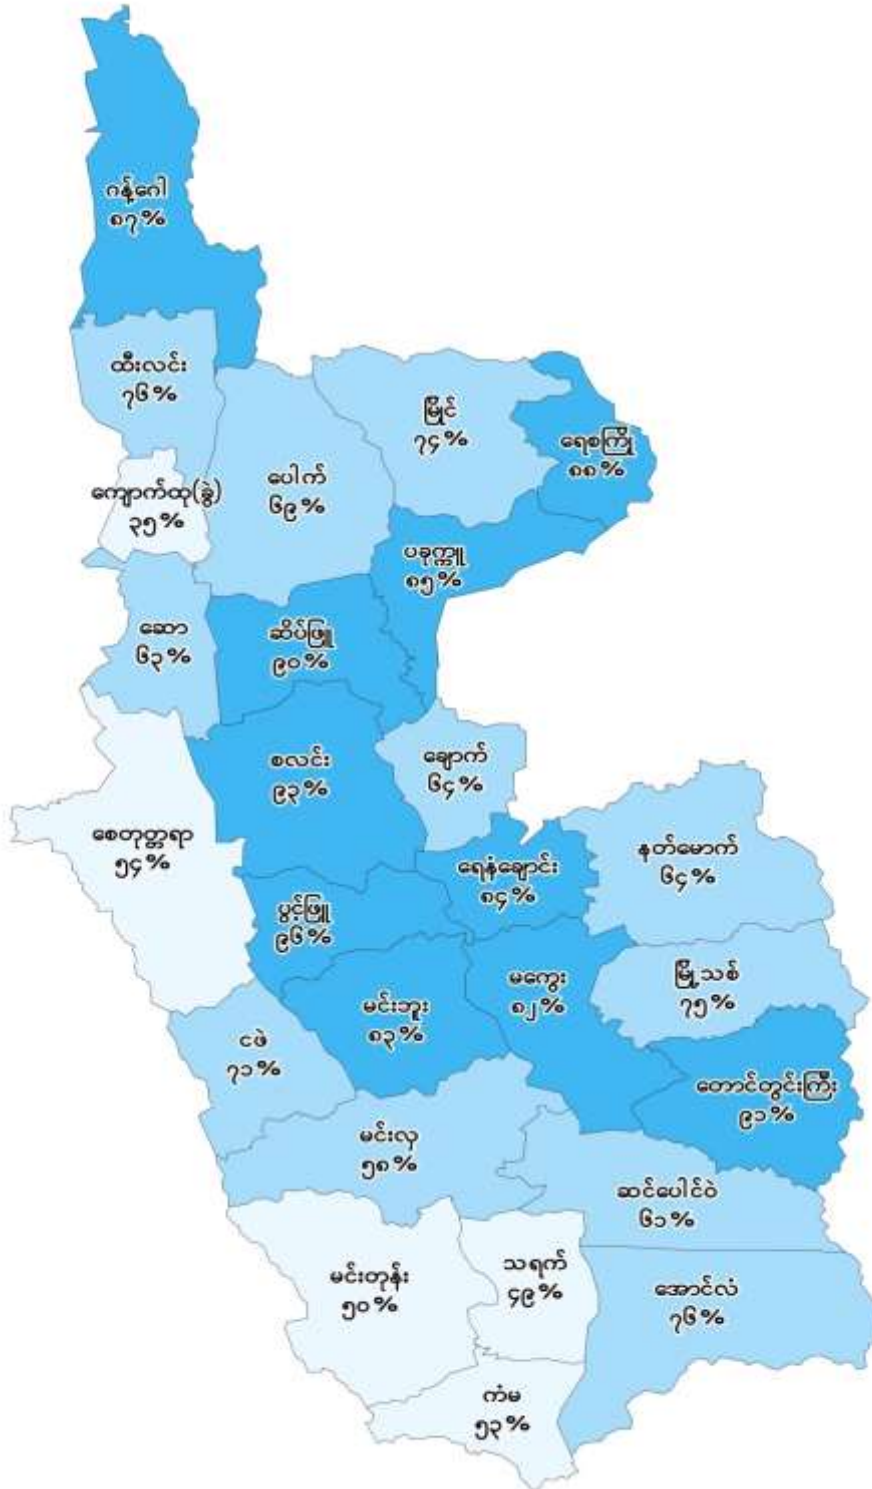 ဂန့်ဂေါ
၈၇%
ထီးလင်း
၇၆%
မြိုင်
၇၄%
ရေစကြို
၈၈%
ကျောက်ထု(ခွဲ)
၃၅%
ပေါက်
၆၉%
ပခုက္ကူ
၈၅%
ဆော
၆၃%
ဆိပ်ဖြူ
၉၀%
စလင်း
၉၃%
ချောက်
၆၄%
စေတုတ္တရာ
၅၄%
ရေနံချောင်း
၈၄%
နတ်မောက်
၆၄%
ပွင့်ဖြူ
၉၆%
မကွေး
၈၂%
မြို့သစ်
၇၅%
မင်းဘူး
၈၃%
ငဖဲ
၇၁%
တောင်တွင်းကြီး
၉၁%
မင်းလှ
၅၈%
ဆင်ပေါင်ဝဲ
၆၁%
မင်းတုန်း
၅၀%
သရက်
၄၉%
အောင်လံ
၇၆%
ကံမ
၅၃%